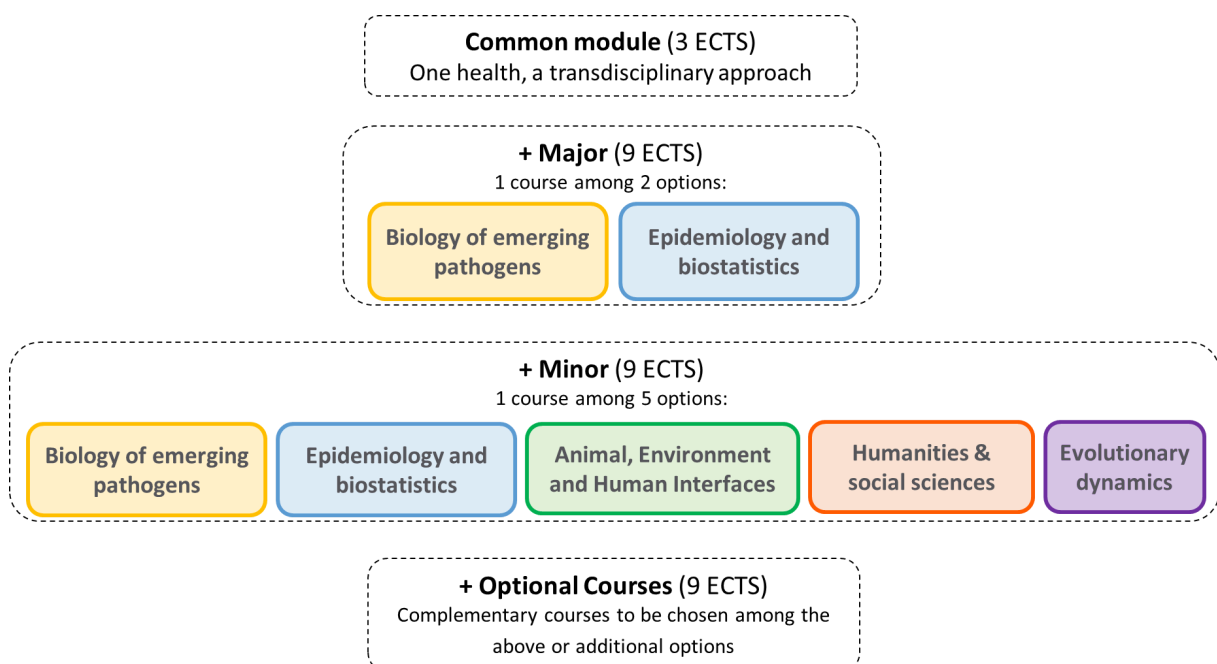 Common module (3 ECTS)
One health, a transdisciplinary approach
+ Major (9 ECTS)
1 course among 2 options:
Biology of emerging
pathogens
Epidemiology and
biostatistics
+ Minor (9 ECTS)
1 course among 5 options:
Biology of emerging
pathogens
Epidemiology and
biostatistics
Animal, Environment
and Human Interfaces
Humanities &
social sciences
Evolutionary
dynamics
+ Optional Courses (9 ECTS)
Complementary courses to be chosen among the
above or additional options